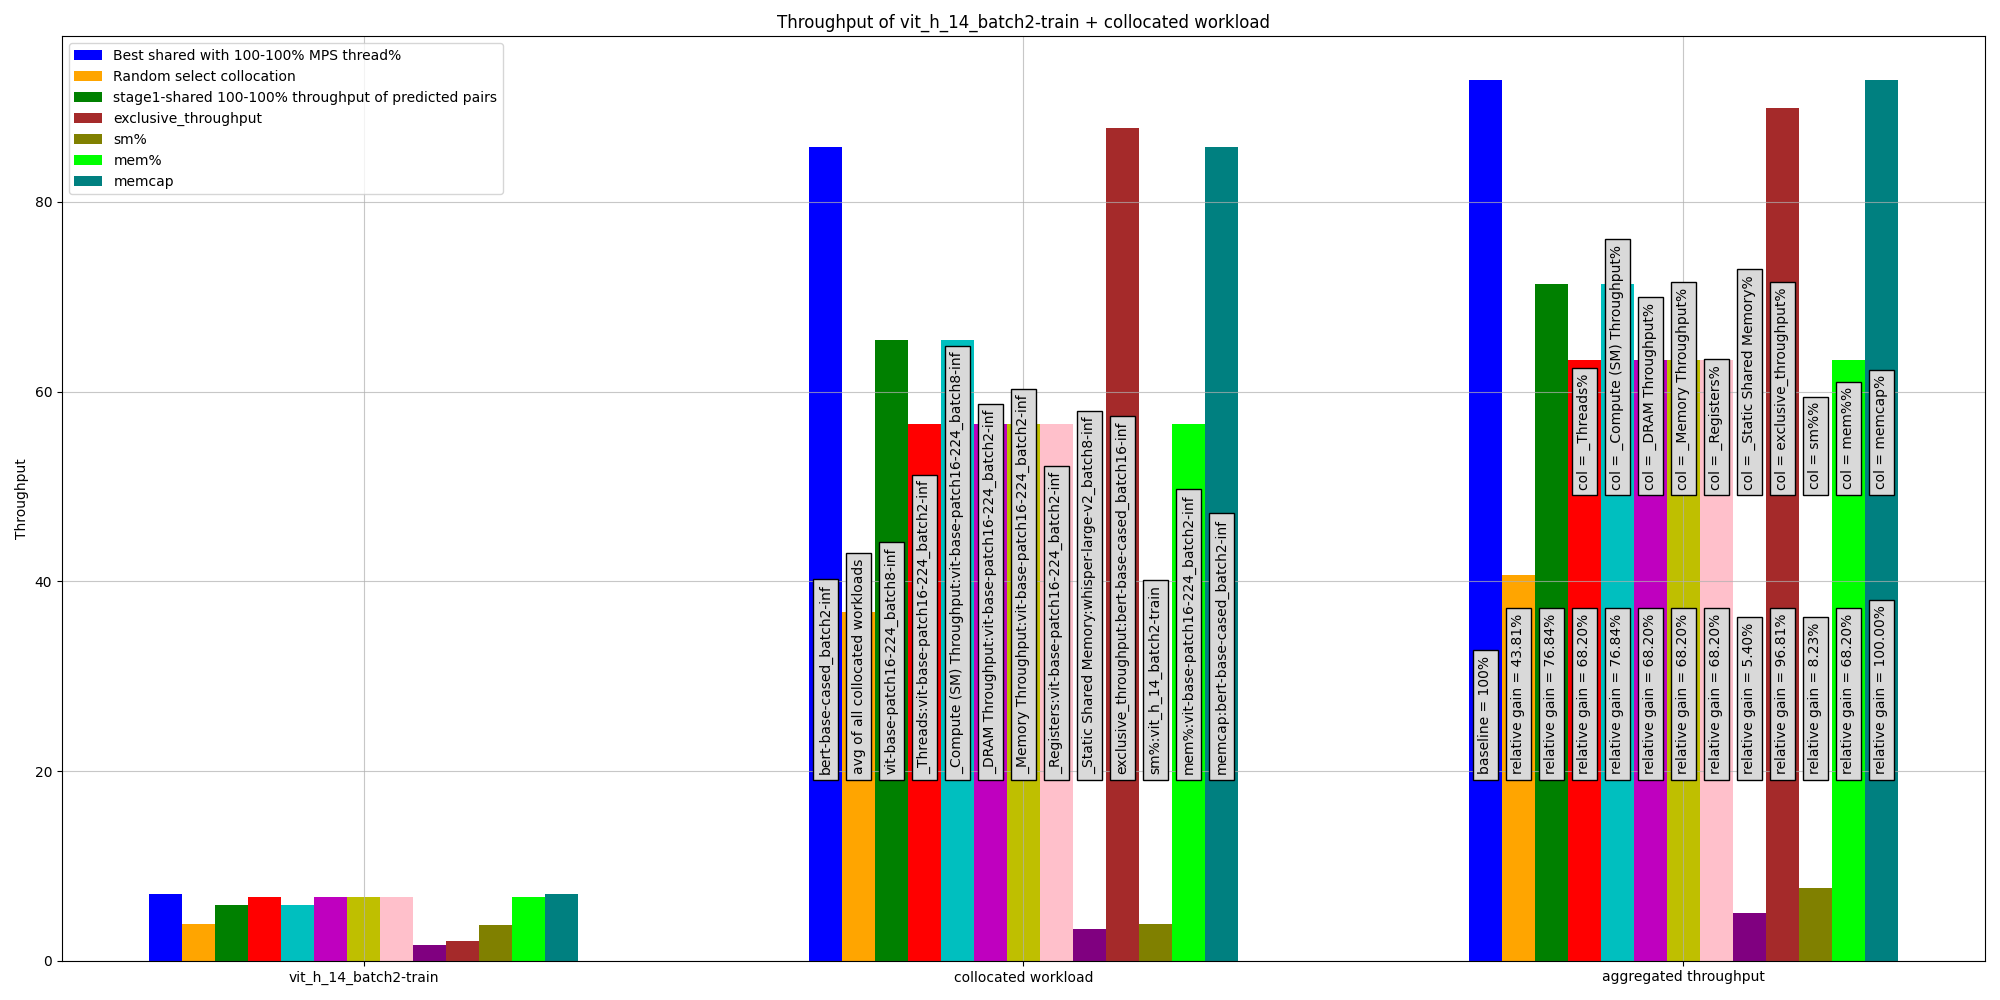 Throughput of vit_h_14_batch2-train + collocated workload
Best shared with 100-100% MPS thread%
Random select collocation
stage1-shared 100-100% throughput of predicted pairs
exclusive_throughput
sm%
mem%
memcap
Throughput
80
60
40
20
0
bert-base-cased_batch2-inf
avg of all collocated workloads
vit-base-patch16-224_batch8-inf
_Threads:vit-base-patch16-224_batch2-inf
_Compute (SM) Throughput:vit-base-patch16-224_batch8-inf
_DRAM Throughput:vit-base-patch16-224_batch2-inf
_Memory Throughput:vit-base-patch16-224_batch2-inf
_Registers:vit-base-patch16-224_batch2-inf
_Static Shared Memory:whisper-large-v2_batch8-inf
exclusive_throughput:bert-base-cased_batch16-inf
sm%:vit_h_14_batch2-train
mem%:vit-base-patch16-224_batch2-inf
memcap:bert-base-cased_batch2-inf
col = _Threads%
col = _Compute (SM) Throughput%
col = _DRAM Throughput%
col = _Memory Throughput%
col = _Registers%
col = _Static Shared Memory%
col = exclusive_throughput%
col = sm%%
col = mem%%
col = memcap%
baseline = 100%
relative gain = 43.81%
relative gain = 76.84%
relative gain = 68.20%
relative gain = 76.84%
relative gain = 68.20%
relative gain = 68.20%
relative gain = 68.20%
relative gain = 5.40%
relative gain = 96.81%
relative gain = 8.23%
relative gain = 68.20%
relative gain = 100.00%
vit_h_14_batch2-train
collocated workload
aggregated throughput